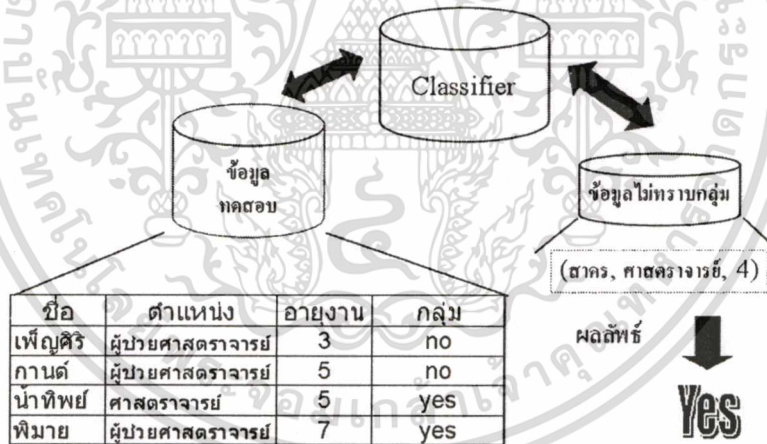 Classifier
ข้อมูล
ทดสอบ
ข้อมูลไม่ทราบกลุ่ม
(สาคร, ศาสตราจารย์, 4)
ผลลัพธ์
Yes
ชื่อ ตำแหน่ง อายุงาน กลุ่ม
เพ็ญศิริ ผู้ป่วยศาสตราจารย์ 3 no
กานต์ ผู้ป่วยศาสตราจารย์ 5 no
น้ำทิพย์ ศาสตราจารย์ 5 yes
พิมาย ผู้ป่วยศาสตราจารย์ 7 yes